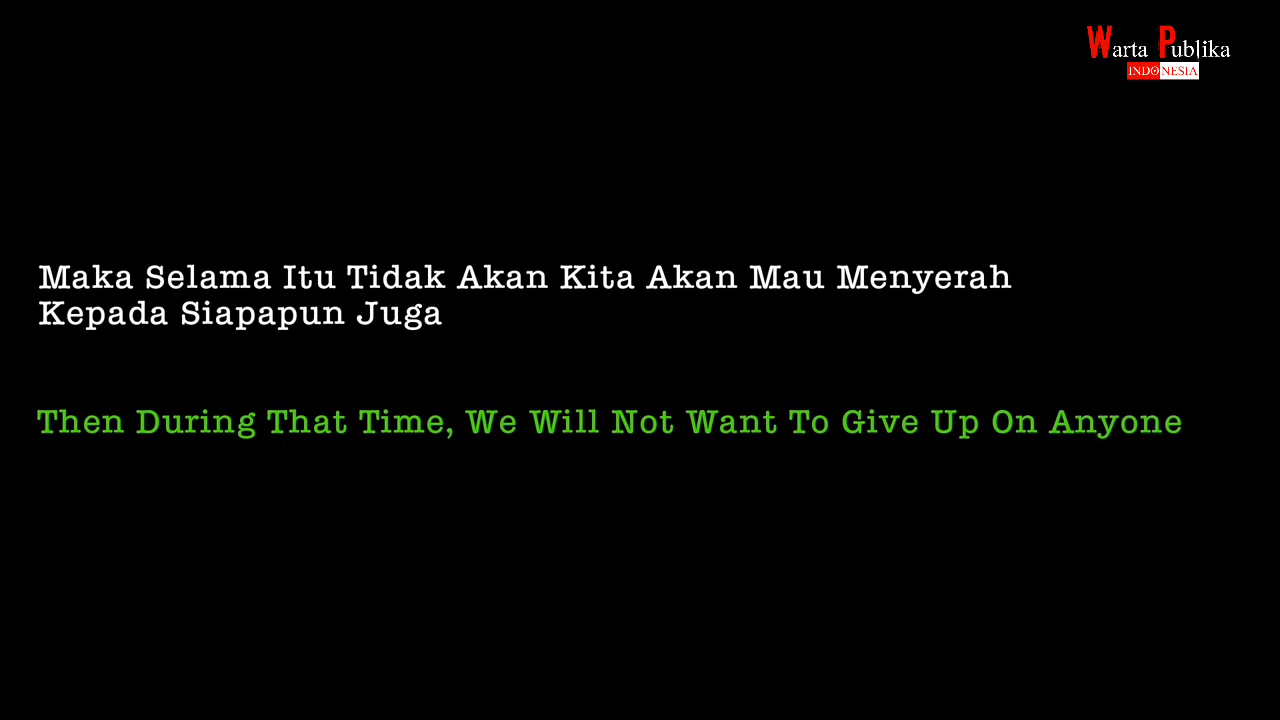 Warta Publika
INDONESIA
Maka Selama Itu Tidak Akan Kita Akan Mau Menyerah
Kepada Siapapun Juga
Then During That Time, We Will Not Want To Give Up On Anyone